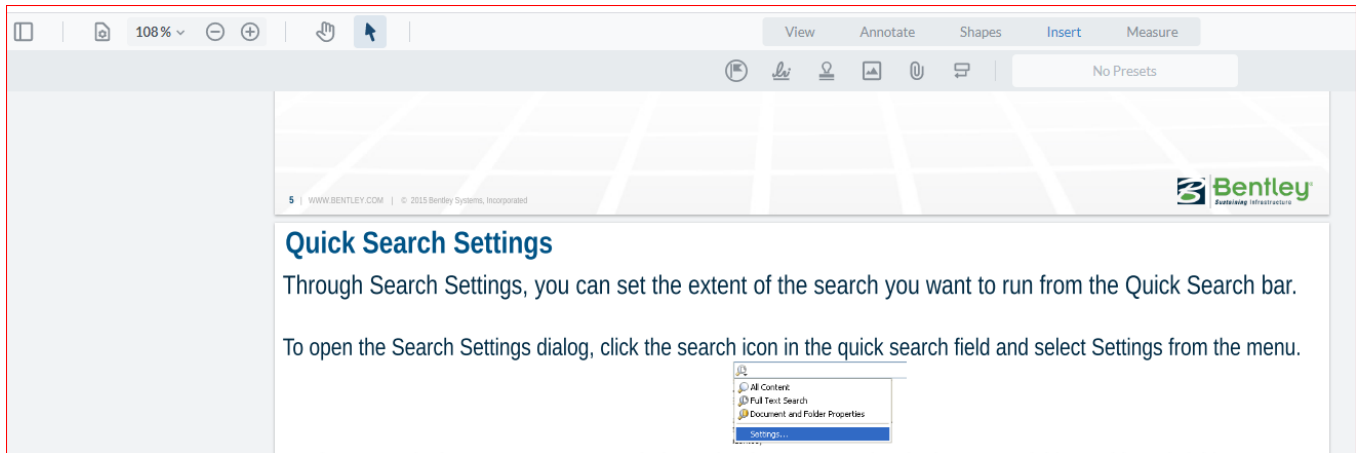 108%
View Annotate Shapes Insert Measure
No Presets
5 | WWW.BENTLEY.COM | © 2015 Bentley Systems, Incorporated
Bentley
Sustaining Infrastructure
Quick Search Settings
Through Search Settings, you can set the extent of the search you want to run from the Quick Search bar.
To open the Search Settings dialog, click the search icon in the quick search field and select Settings from the menu.
All Content
Full Text Search
Document and Folder Properties
Settings...